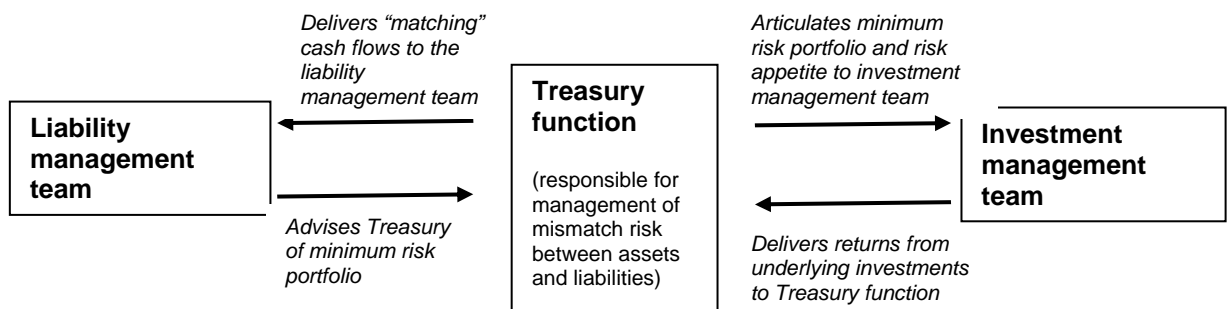 Delivers “matching”
cash flows to the
liability
management team
Liability
management
team
Advises Treasury
of minimum risk
portfolio
Treasury
function
(responsible for
management of
mismatch risk
between assets
and liabilities)
Articulates minimum
risk portfolio and risk
appetite to investment
management team
Investment
management
team
Delivers returns from
underlying investments
to Treasury function